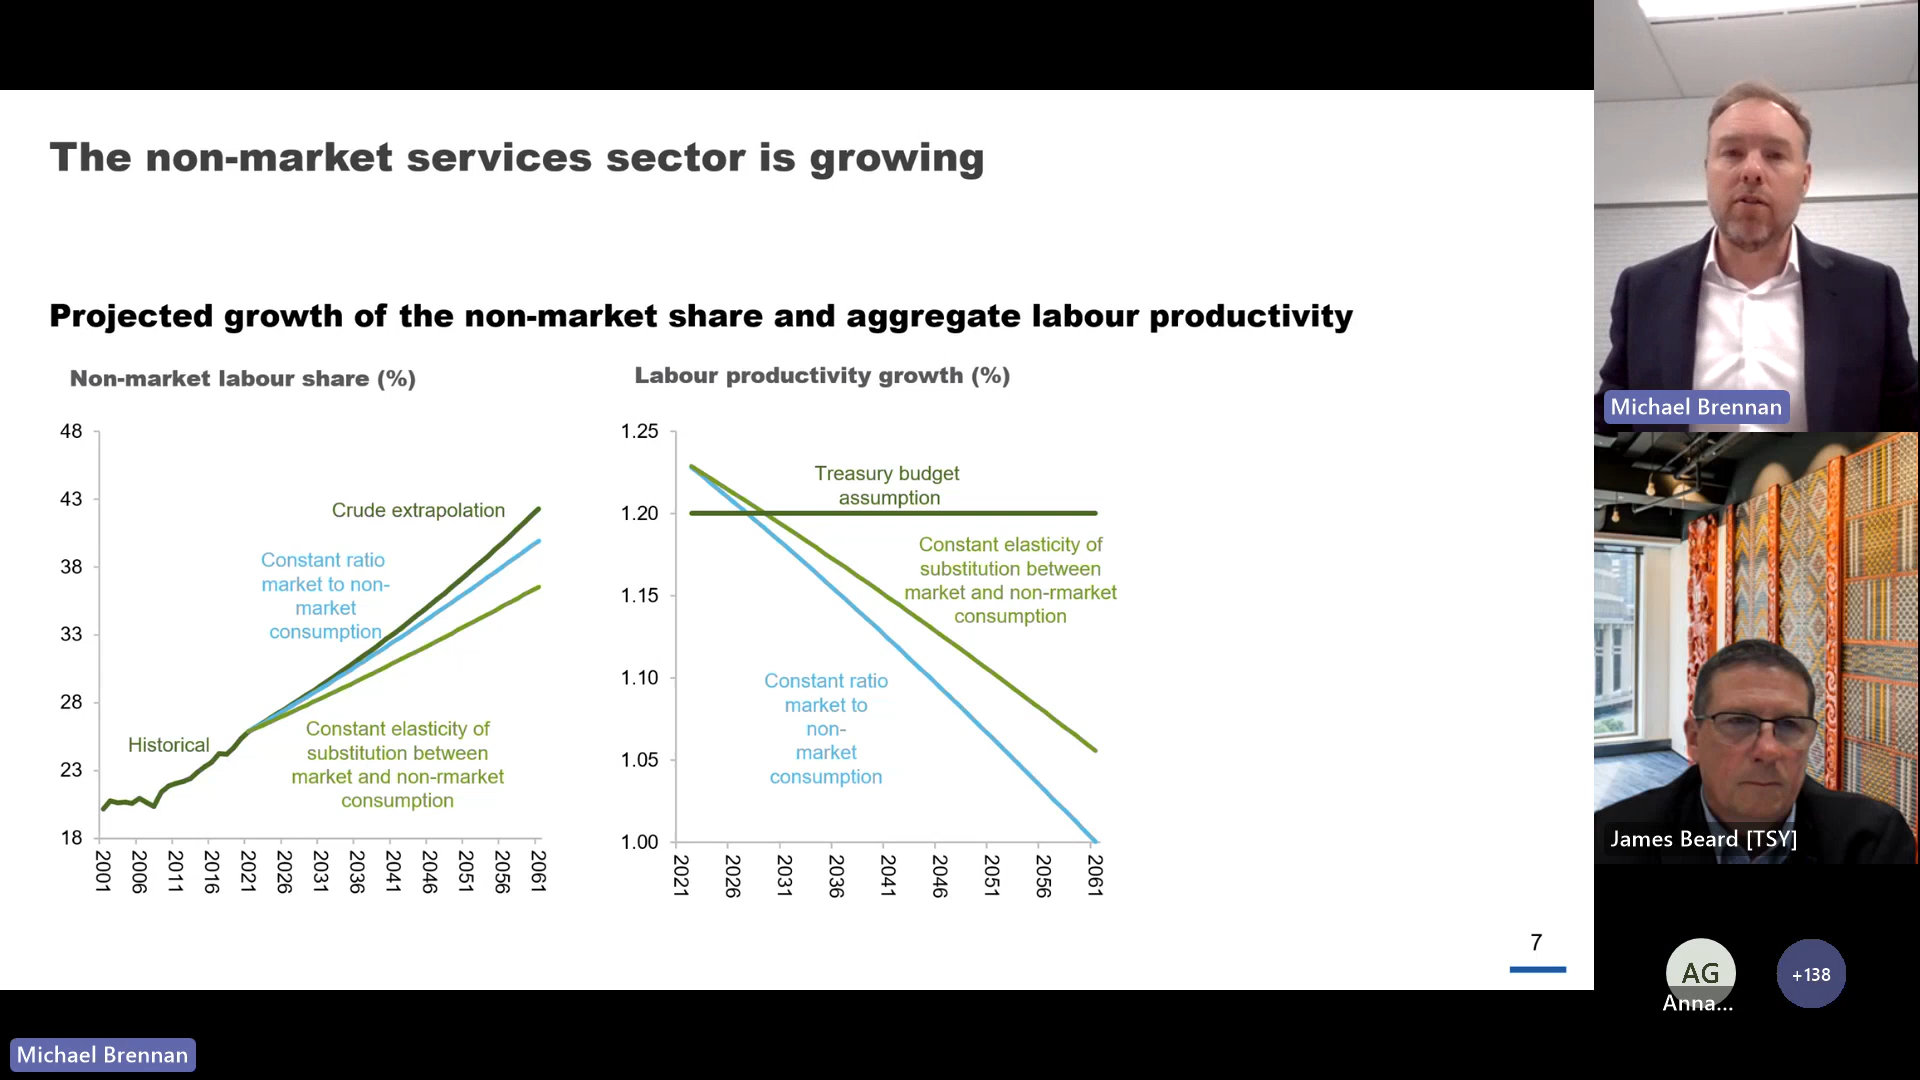 The non-market services sector is growing
Projected growth of the non-market share and aggregate labour productivity
Non-market labour share (%)
48
43
38
33
28
23
18
Crude extrapolation
Constant ratio
market to non-
market
consumption
Historical
Constant elasticity of
substitution between
market and non-rmarket
consumption
2001
2006
2011
2016
2021
2026
2031
2036
2041
2046
2051
2056
2061
Labour productivity growth (%)
1.25
1.20
1.15
1.10
1.05
1.00
Treasury budget
assumption
Constant elasticity of
substitution between
market and non-rmarket
consumption
Constant ratio
market to
non-
market
consumption
2021
2026
2031
2036
2041
2046
2051
2056
2061
7
Michael Brennan
James Beard [TSY]
AG
Anna...
+138
Michael Brennan